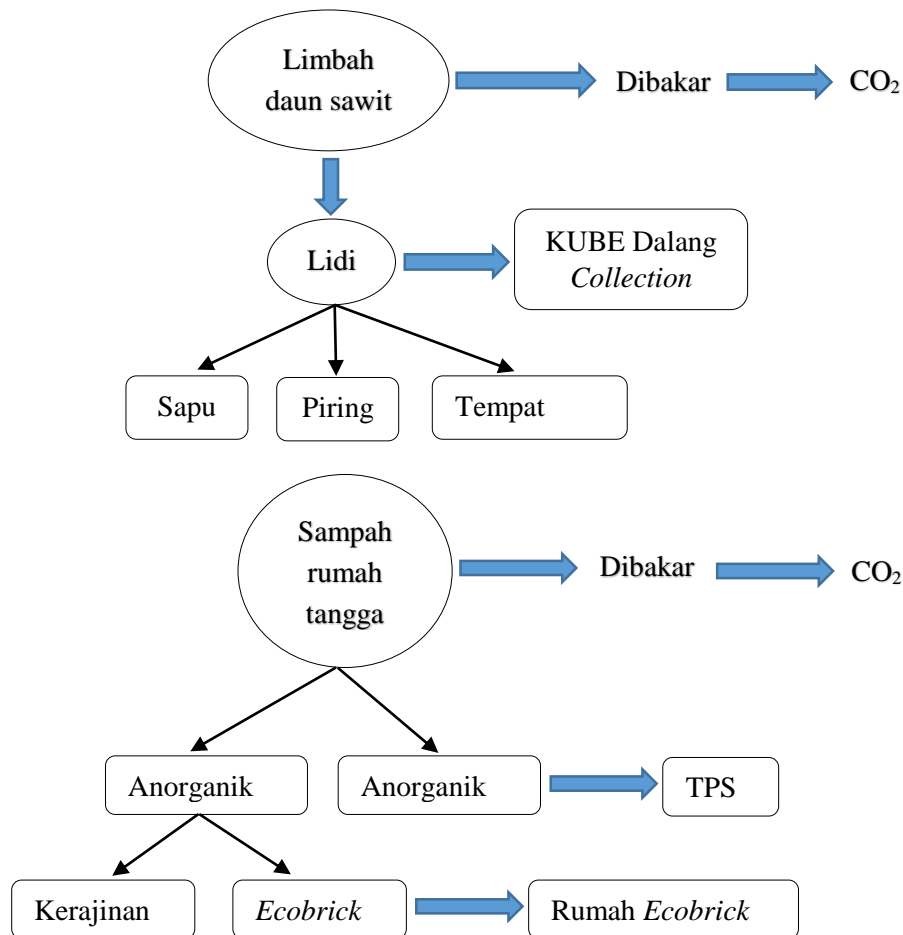 Limbah
daun sawit
Dibakar
CO₂
Lidi
KUBE Dalang
Collection
Sapu
Piring
Tempat
Sampah
rumah
tangga
Dibakar
CO₂
Anorganik
Anorganik
TPS
Kerajinan
Ecobrick
Rumah Ecobrick